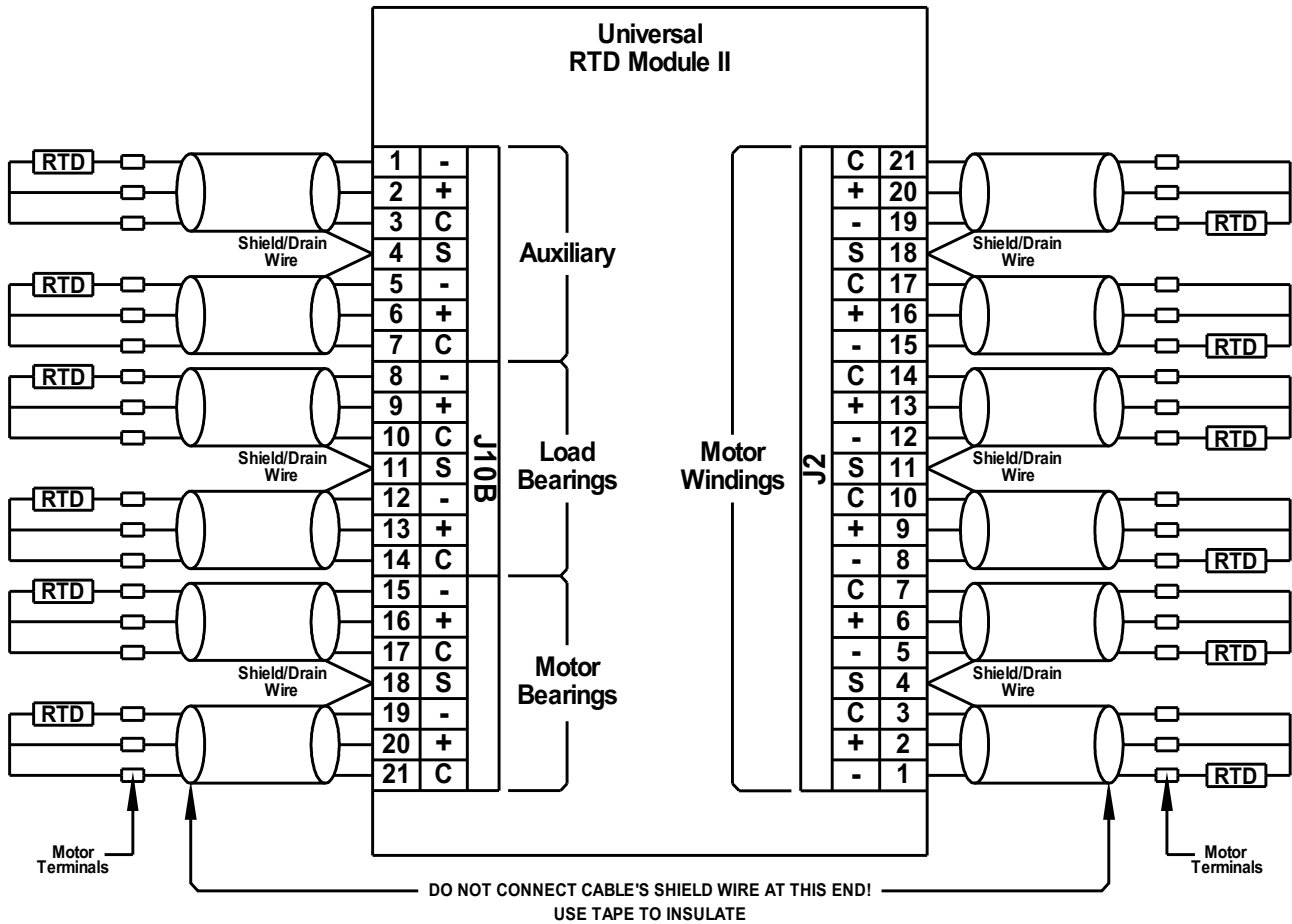 Universal
RTD Module II
RTD 1 - C 21
2 + + 20
3 C - 19 RTD
Shield/Drain
Wire
4 S Auxiliary S 18
Shield/Drain
Wire
RTD 5 - C 17
6 + + 16
7 C - 15 RTD
RTD 8 - C 14
9 + + 13
10 C - 12 RTD
Shield/Drain
Wire
11 S S 11
Shield/Drain
Wire
J10B
Load
Bearings
Motor
Windings
J2
RTD 12 - C 10
13 + + 9
14 C - 8 RTD
RTD 15 - C 7
16 + + 6
17 C - 5 RTD
Shield/Drain
Wire
18 S S 4
Shield/Drain
Wire
Motor
Bearings
RTD 19 - C 3
20 + + 2
21 C - 1 RTD
Motor
Terminals
Motor
Terminals
DO NOT CONNECT CABLE'S SHIELD WIRE AT THIS END!
USE TAPE TO INSULATE